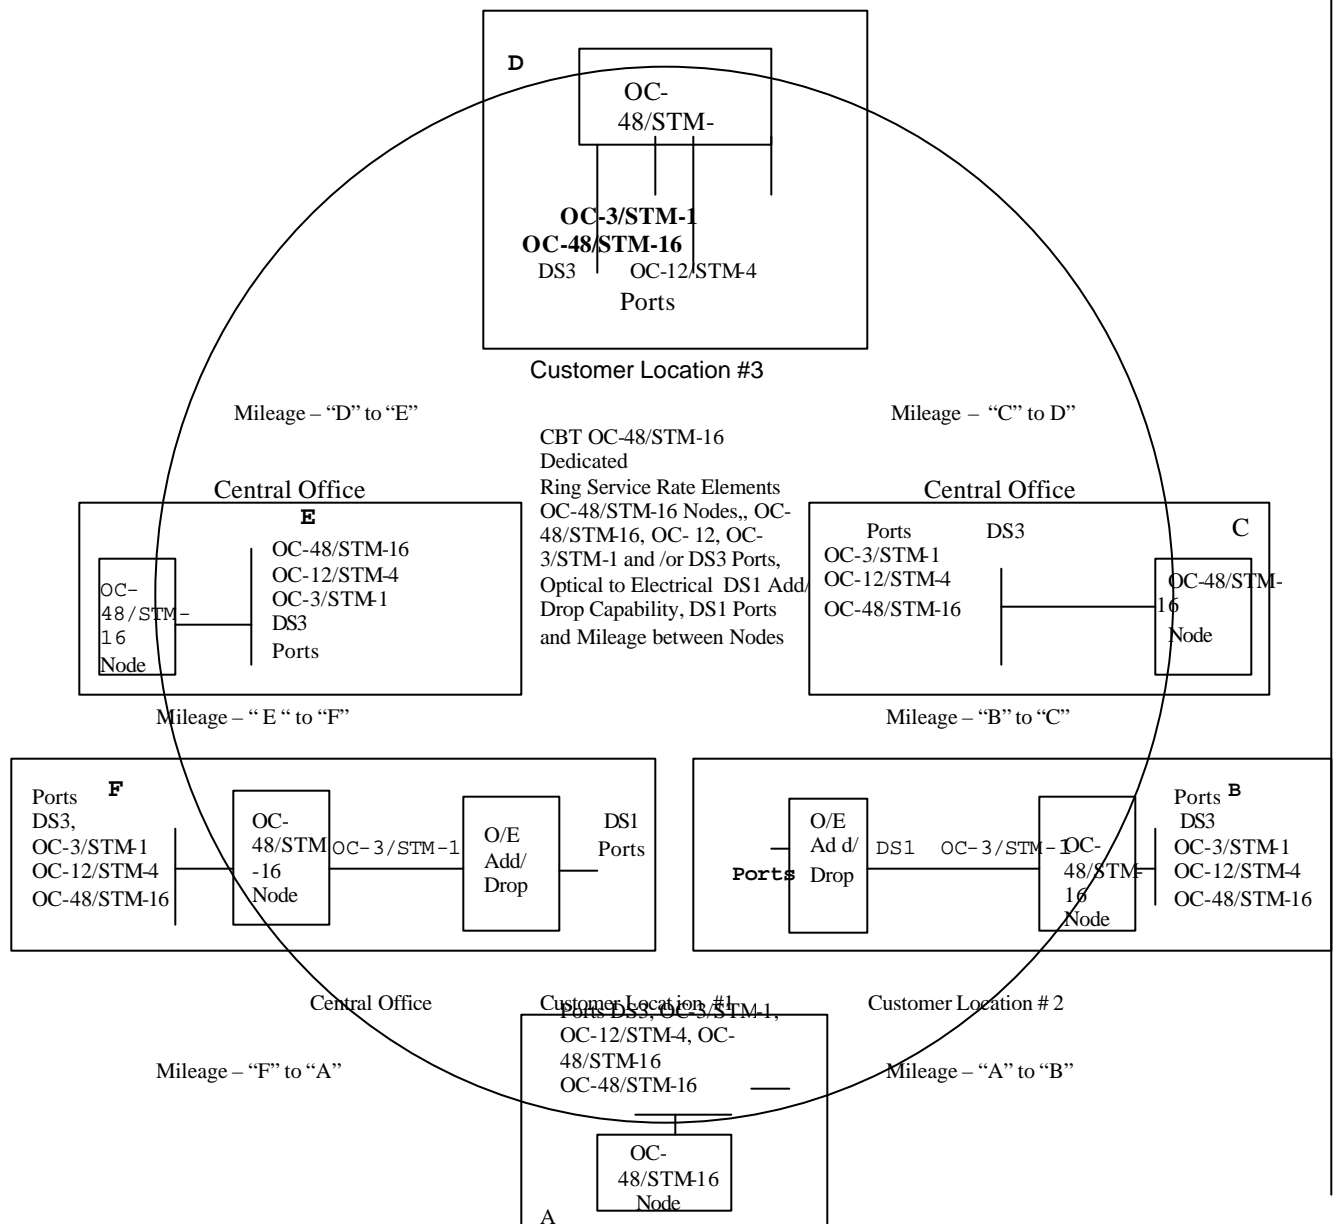 D
OC-
48/STM-
OC-3/STM-1
OC-48/STM-16
DS3 OC-12/STM-4
Ports
Customer Location #3
Mileage – “D” to “E”
Mileage – “C” to D”
CBT OC-48/STM-16
Dedicated
Ring Service Rate Elements
OC-48/STM-16 Nodes,, OC-
48/STM-16, OC- 12, OC-
3/STM-1 and /or DS3 Ports,
Optical to Electrical DS1 Add/
Drop Capability, DS1 Ports
and Mileage between Nodes
Central Office
E
OC-
48/STM-
16
Node
OC-48/STM-16
OC-12/STM-4
OC-3/STM-1
DS3
Ports
Central Office
Ports DS3
C
OC-3/STM-1
OC-12/STM-4
OC-48/STM-16
OC-48/STM-
16
Node
Mileage – “ E “ to “F”
Mileage – “B” to “C”
Ports F
DS3,
OC-3/STM-1
OC-12/STM-4
OC-48/STM-16
OC-
48/STM
-16
Node
OC-3/STM-1
O/E
Add/
Drop
DS1
Ports
Ports
O/E
Ad d/
Drop
DS1 OC-3/STM-1
OC-
48/STM-
16
Node
Ports B
DS3
OC-3/STM-1
OC-12/STM-4
OC-48/STM-16
Central Office
Customer Location #1
Customer Location # 2
Ports DS3, OC-3/STM-1,
OC-12/STM-4, OC-
48/STM-16
OC-48/STM-16
Mileage – “F” to “A”
Mileage – “A” to “B”
OC-
48/STM-16
Node
A